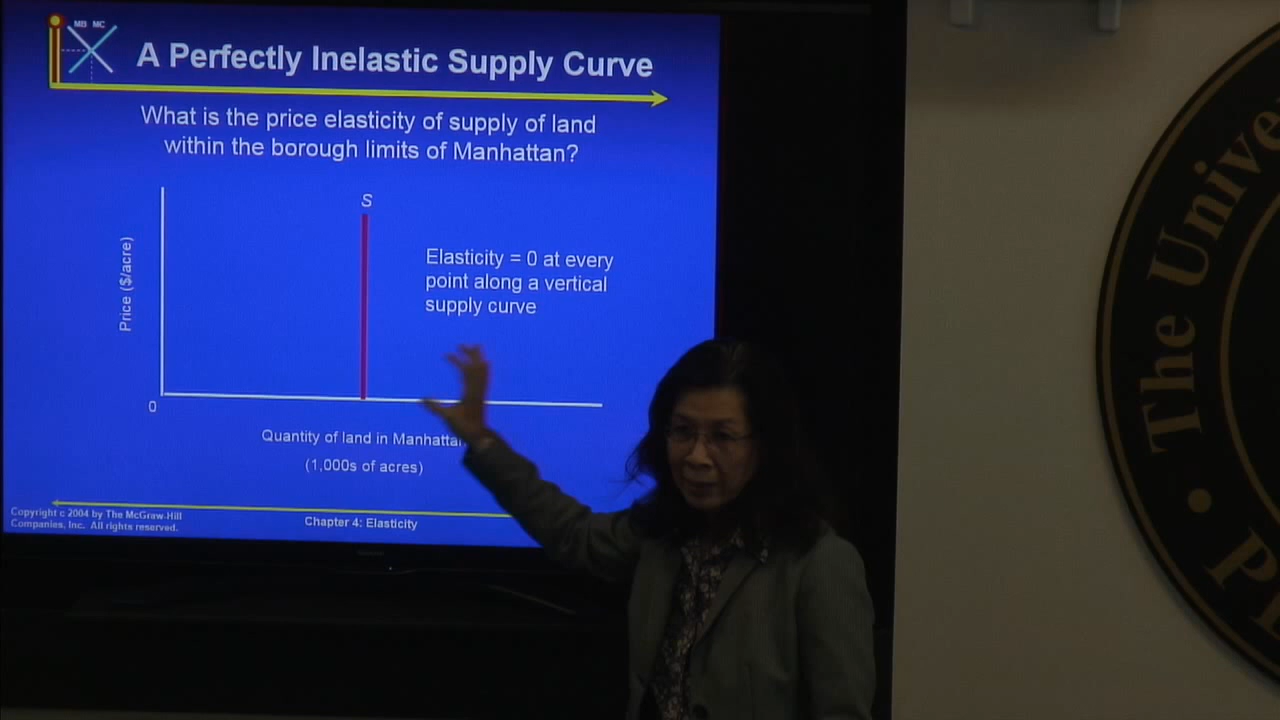 MB MC
A Perfectly Inelastic Supply Curve
What is the price elasticity of supply of land
within the borough limits of Manhattan?
S
Elasticity = 0 at every
point along a vertical
supply curve
Price ($/acre)
0
Quantity of land in Manhattan
(1,000s of acres)
Copyright c 2004 by The McGraw-Hill
Companies, Inc. All rights reserved.
Chapter 4: Elasticity
The Unive